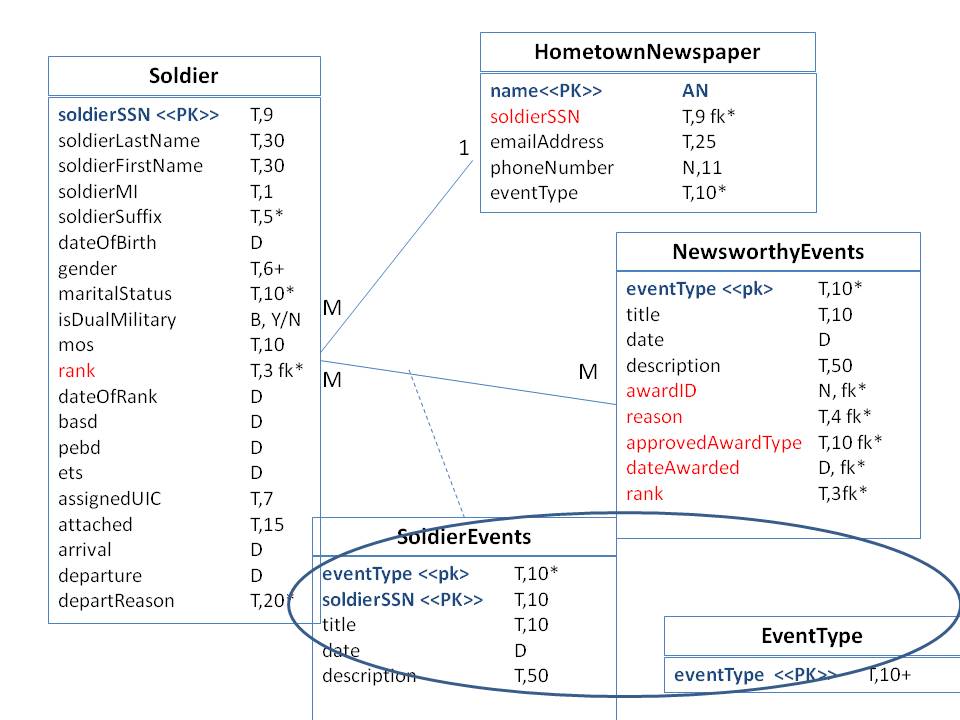 Soldier
soldierSSN <<PK>> T,9
soldierLastName T,30
soldierFirstName T,30
soldierMI T,1
soldierSuffix T,5*
dateOfBirth D
gender T,6+
maritalStatus T,10*
isDualMilitary B, Y/N
mos T,10
rank T,3 fk*
dateOfRank D
basd D
pebd D
ets D
assignedUIC T,7
attached T,15
arrival D
departure D
departReason T,20*
HometownNewspaper
name<<PK>> AN
soldierSSN T,9 fk*
emailAddress T,25
phoneNumber N,11
eventType T,10*
1
M
M
M
NewsworthyEvents
eventType <<pk> T,10*
title T,10
date D
description T,50
awardID N, fk*
reason T,4 fk*
approvedAwardType T,10 fk*
dateAwarded D, fk*
rank T,3fk*
SoldierEvents
eventType <<pk> T,10*
soldierSSN <<PK>> T,10
title T,10
date D
description T,50
EventType
eventType <<PK>> T,10+